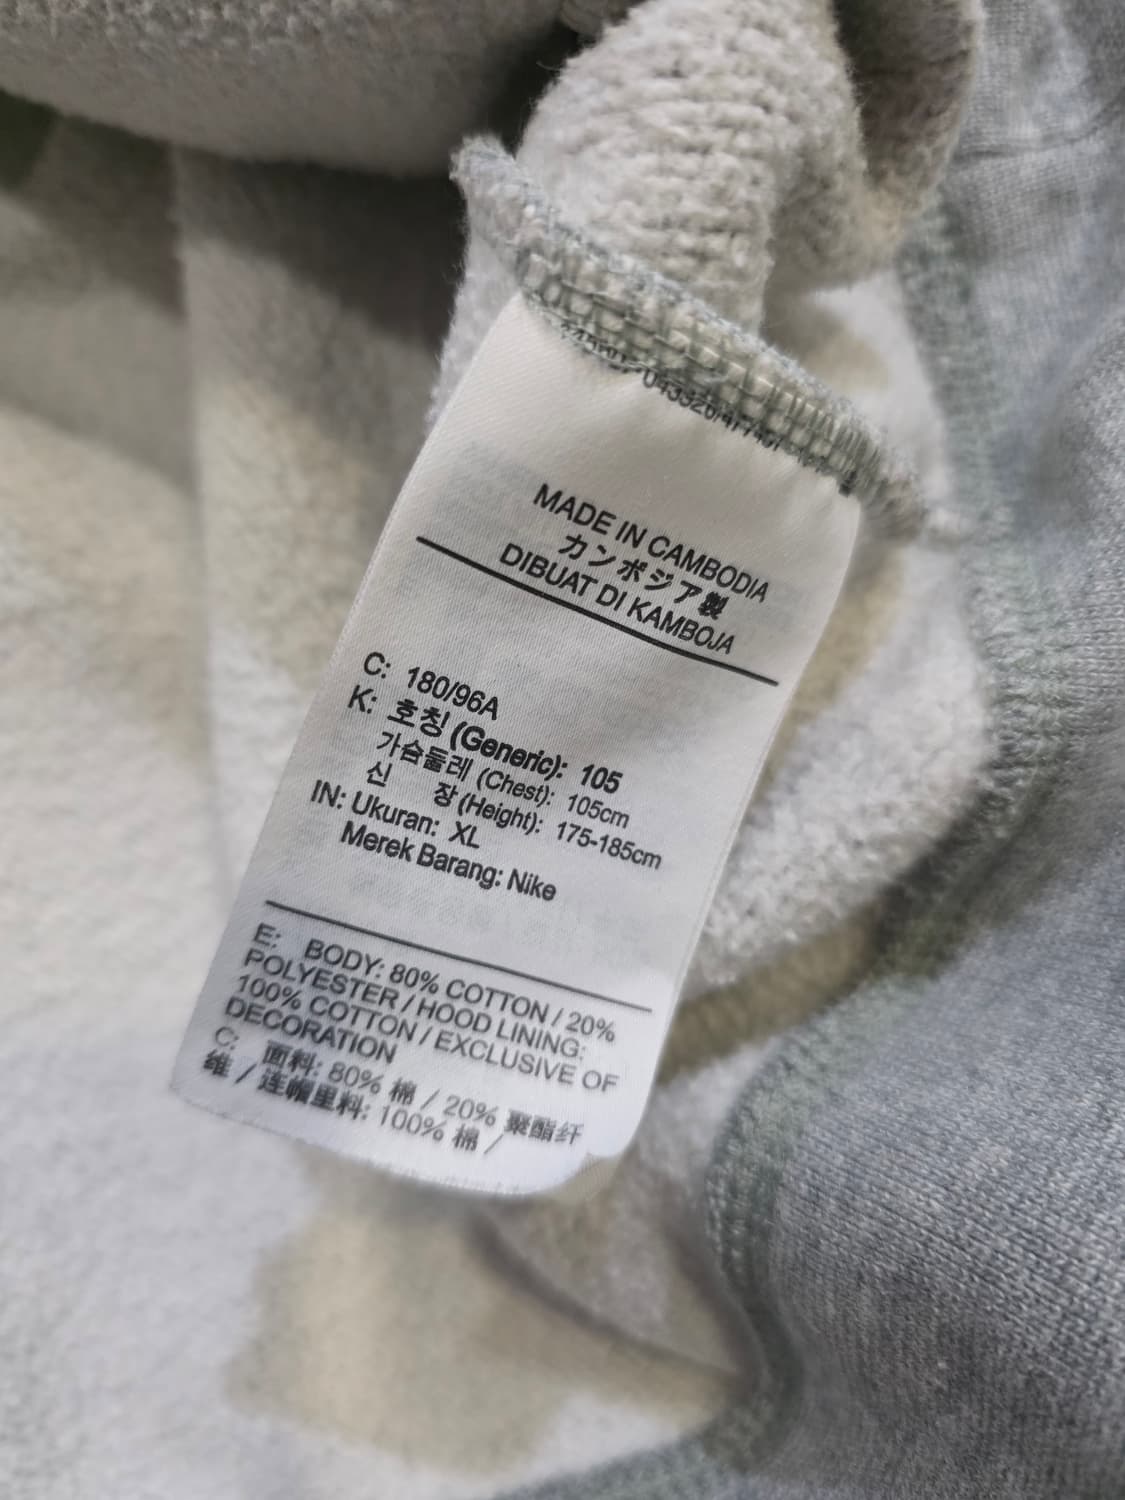 MADE IN CAMBODIA
カンボジア製
DIBUAT DI KAMBOJA
C: 180/96A
K: 호칭 (Generic): 105
가슴둘레 (Chest): 105cm
신 장 (Height): 175-185cm
IN: Ukuran: XL
Merek Barang: Nike
E: BODY: 80% COTTON / 20%
POLYESTER / HOOD LINING:
100% COTTON / EXCLUSIVE OF
DECORATION
C: 面料: 80% 棉 / 20% 聚酯纤
维 / 连帽里料: 100% 棉 /